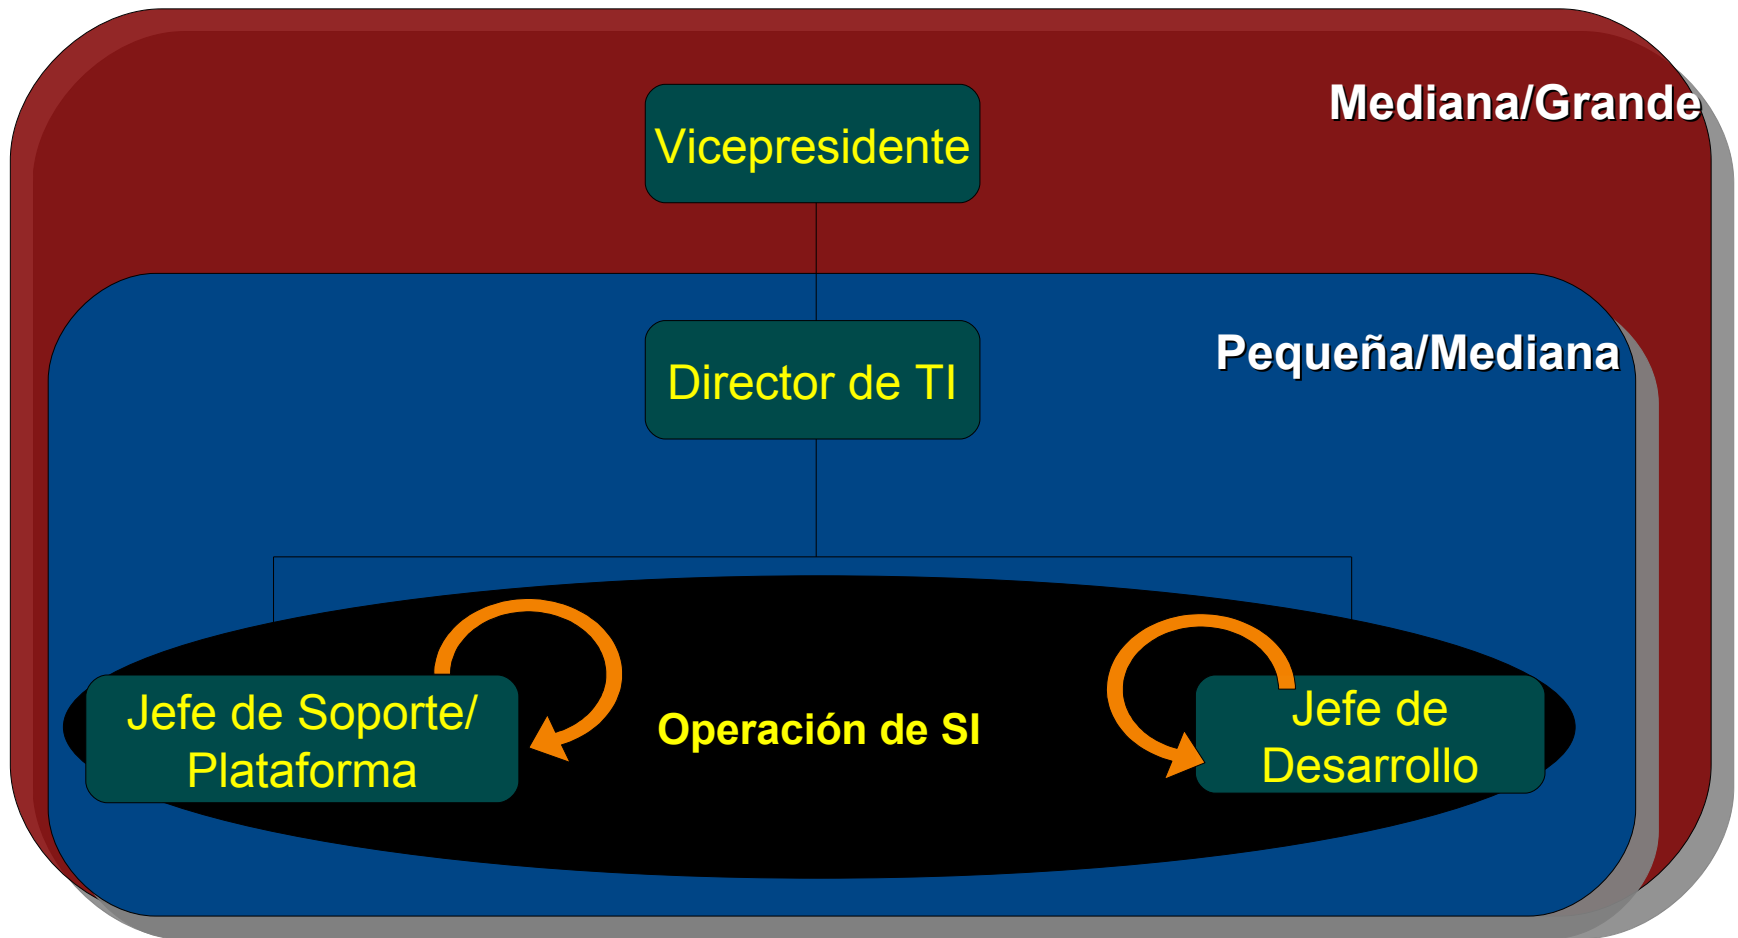 Mediana/Grande
Vicepresidente
Pequeña/Mediana
Director de TI
Jefe de Soporte/
Plataforma
Operación de SI
Jefe de
Desarrollo